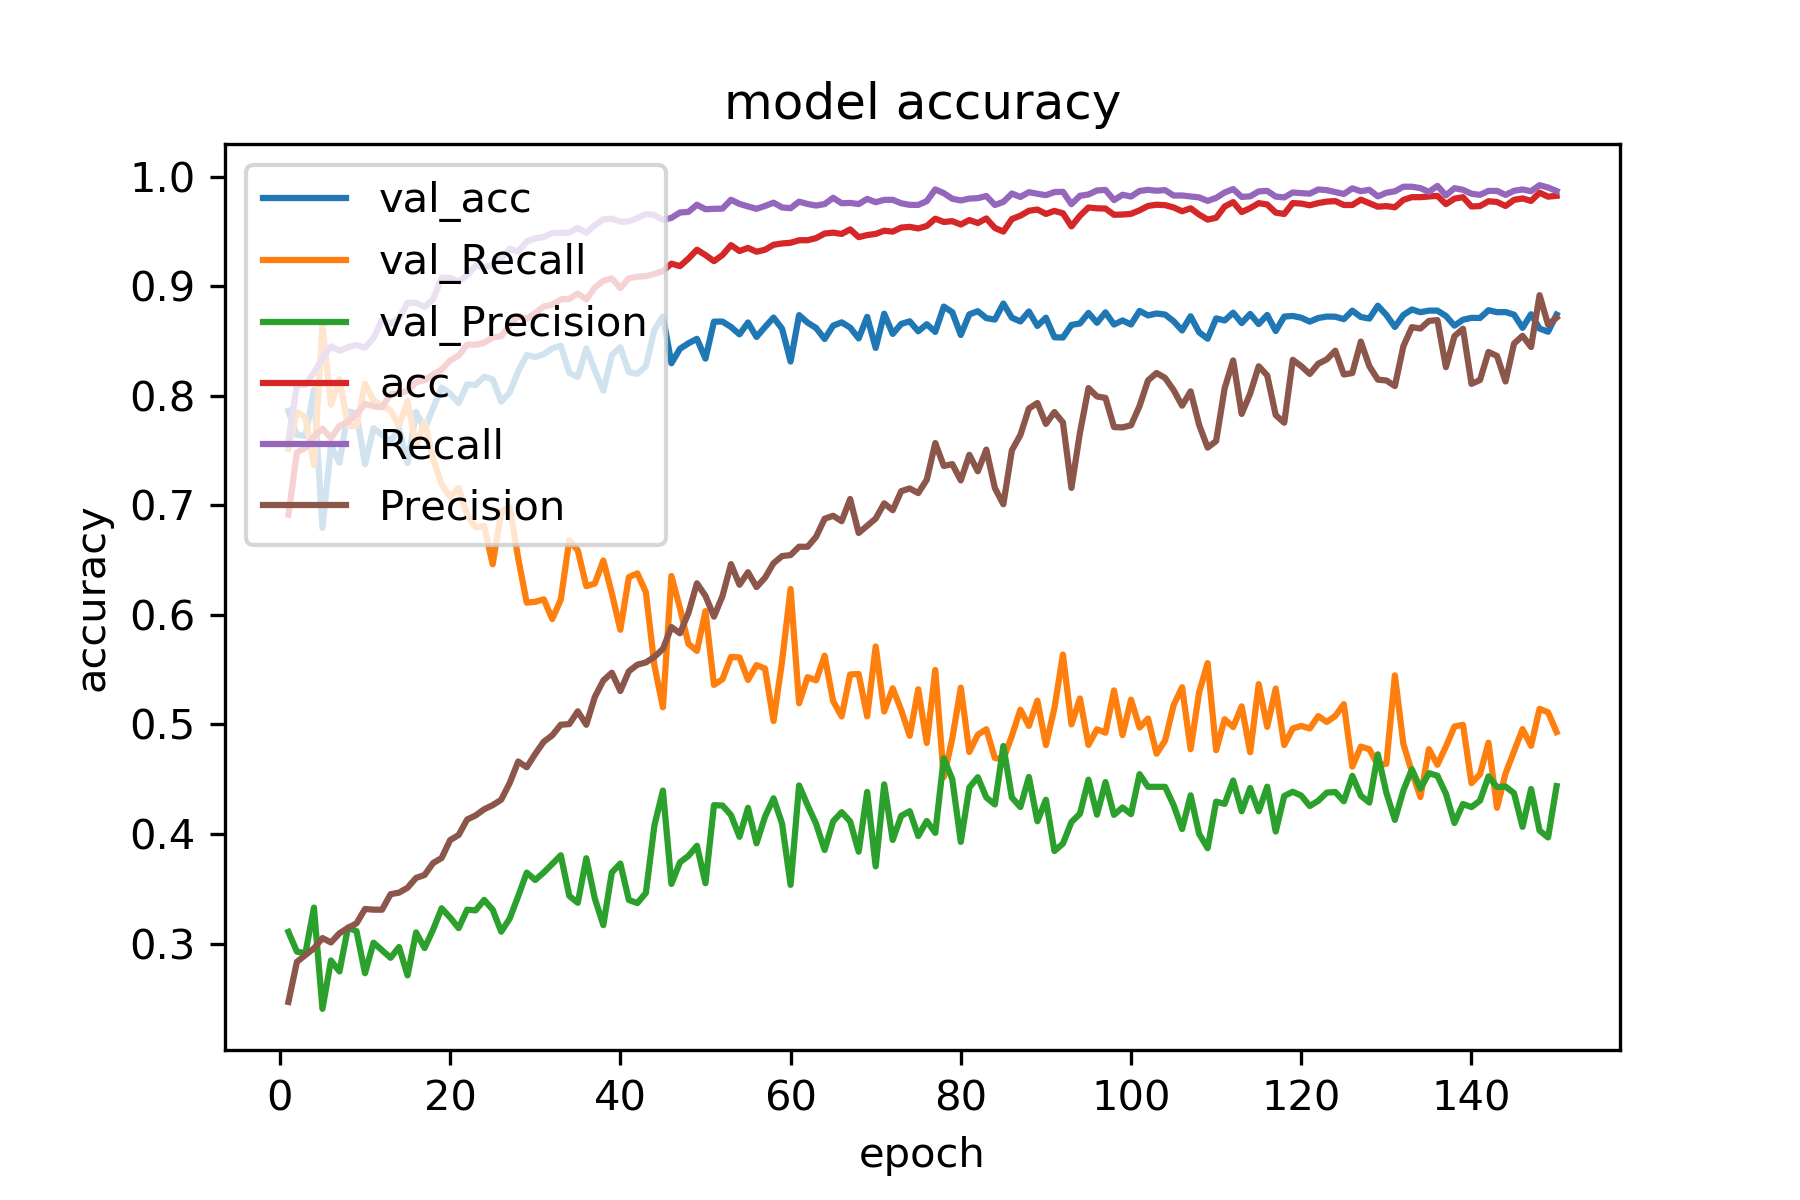 model accuracy
val_acc
val_Recall
val_Precision
acc
Recall
Precision
accuracy
1.0
0.9
0.8
0.7
0.6
0.5
0.4
0.3
0 20 40 60 80 100 120 140
epoch